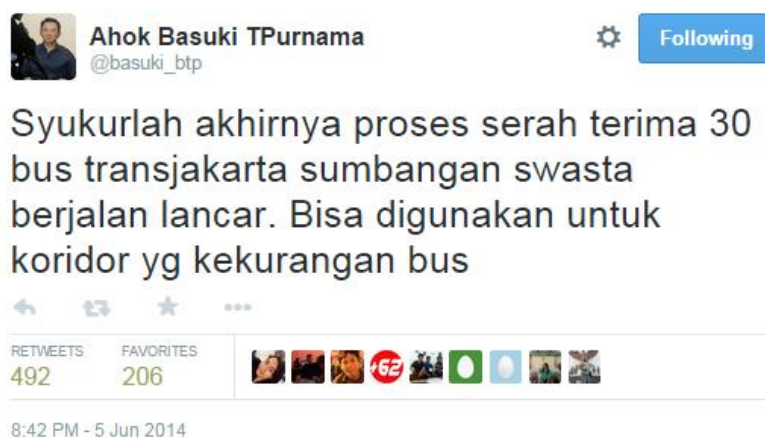 Ahok Basuki TPurnama
Following
@basuki_btp
Syukurlah akhirnya proses serah terima 30
bus transjakarta sumbangan swasta
berjalan lancar. Bisa digunakan untuk
koridor yg kekurangan bus
RETWEETS FAVORITES
492 206
+62
8:42 PM - 5 Jun 2014